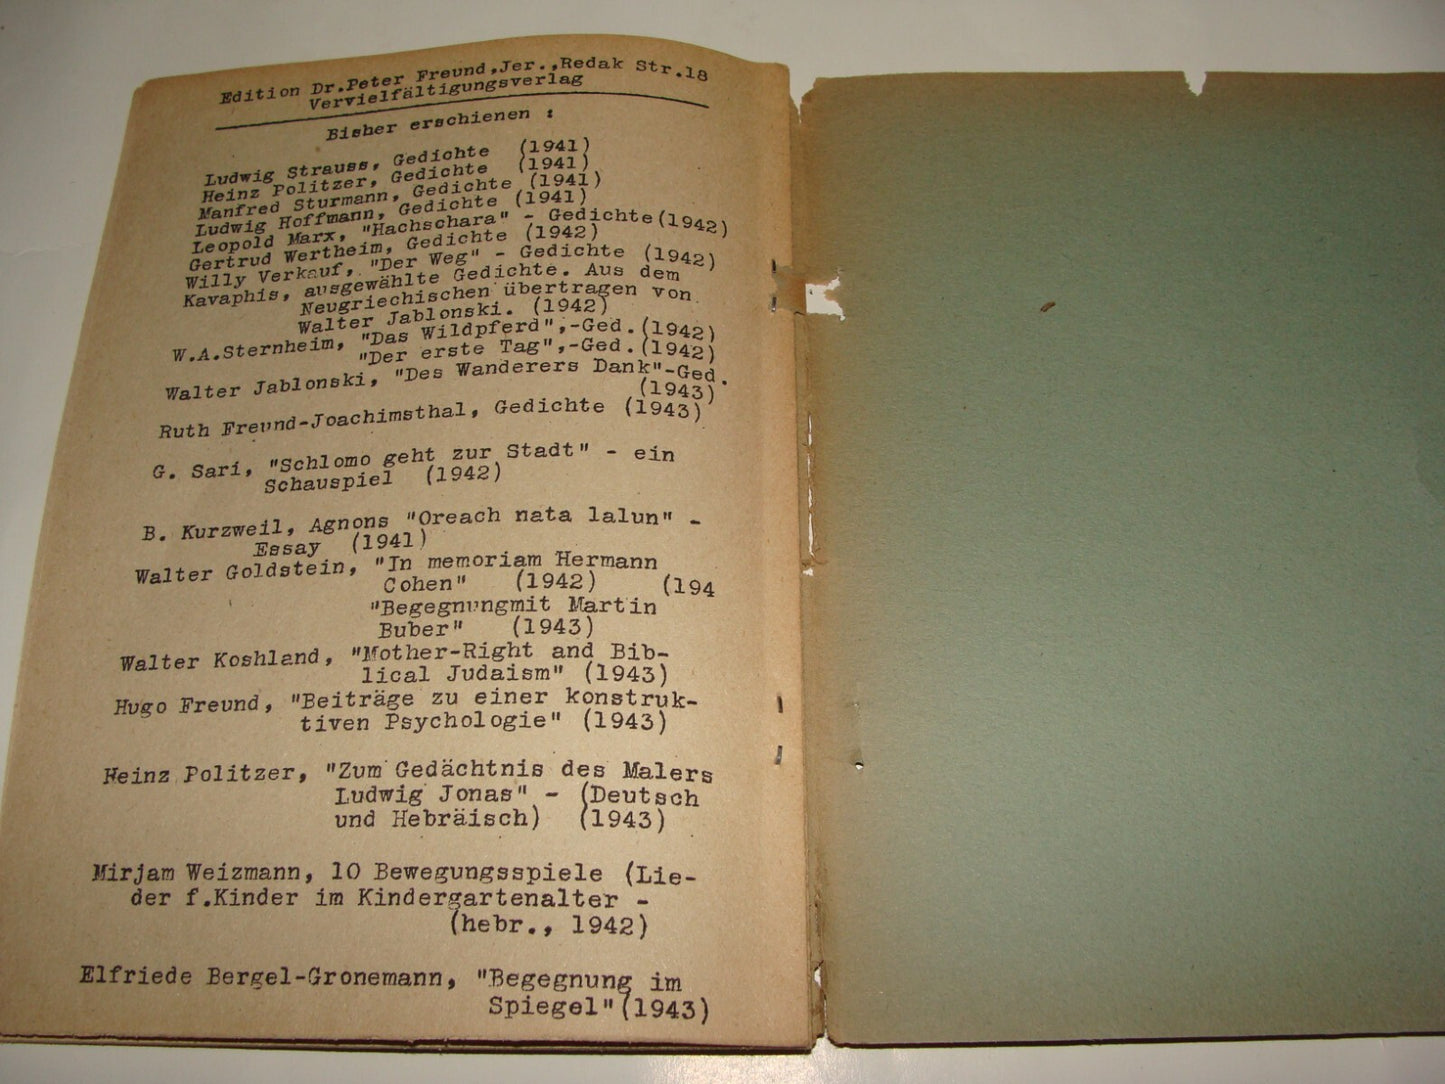 Edition Dr.Peter Freund,Jer.,Redak Str.18
Vervielfältigungsverlag
Bisher erschienen :
Ludwig Strauss, Gedichte (1941)
Heinz Politzer, Gedichte (1941)
Manfred Sturmann, Gedichte (1941)
Ludwig Hoffmann, Gedichte (1941)
Leopold Marx, "Hachschara" - Gedichte(1942)
Gertrud Wertheim, Gedichte (1942)
Willy Verkauf, "Der Weg" - Gedichte (1942)
Kavaphis, ausgewählte Gedichte. Aus dem
Neugriechischen übertragen von
Walter Jablonski. (1942)
W.A.Sternheim, "Das Wildpferd",-Ged.(1942)
"Der erste Tag",-Ged.(1942)
Walter Jablonski, "Des Wanderers Dank"-Ged.
(1943)
Ruth Freund-Joachimsthal, Gedichte (1943)
G. Sari, "Schlomo geht zur Stadt" - ein
Schauspiel (1942)
B. Kurzweil, Agnons "Oreach nata lalun" -
Essay (1941)
Walter Goldstein, "In memoriam Hermann
Cohen" (1942) (194
"Begegnungmit Martin
Buber" (1943)
Walter Koshland, "Mother-Right and Bib-
lical Judaism" (1943)
Hugo Freund, "Beiträge zu einer konstruk-
tiven Psychologie" (1943)
Heinz Politzer, "Zum Gedächtnis des Malers
Ludwig Jonas" - (Deutsch
und Hebräisch) (1943)
Mirjam Weizmann, 10 Bewegungsspiele (Lie-
der f.Kinder im Kindergartenalter -
(hebr., 1942)
Elfriede Bergel-Gronemann, "Begegnung im
Spiegel"(1943)